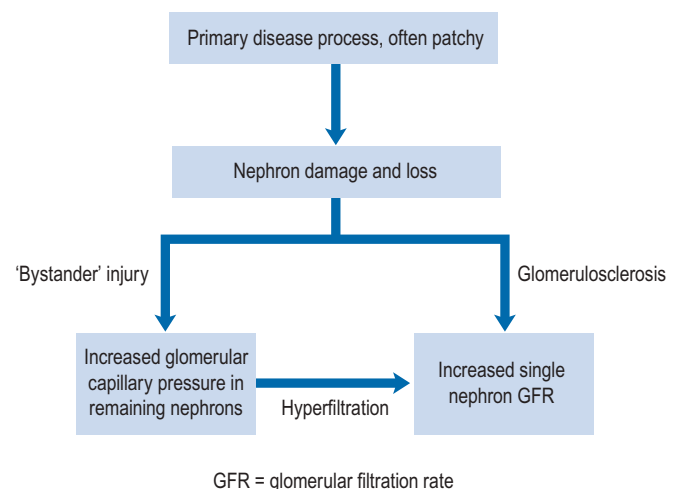 Primary disease process, often patchy
Nephron damage and loss
‘Bystander’ injury
Glomerulosclerosis
Increased glomerular
capillary pressure in
remaining nephrons
Hyperfiltration
Increased single
nephron GFR
GFR = glomerular filtration rate